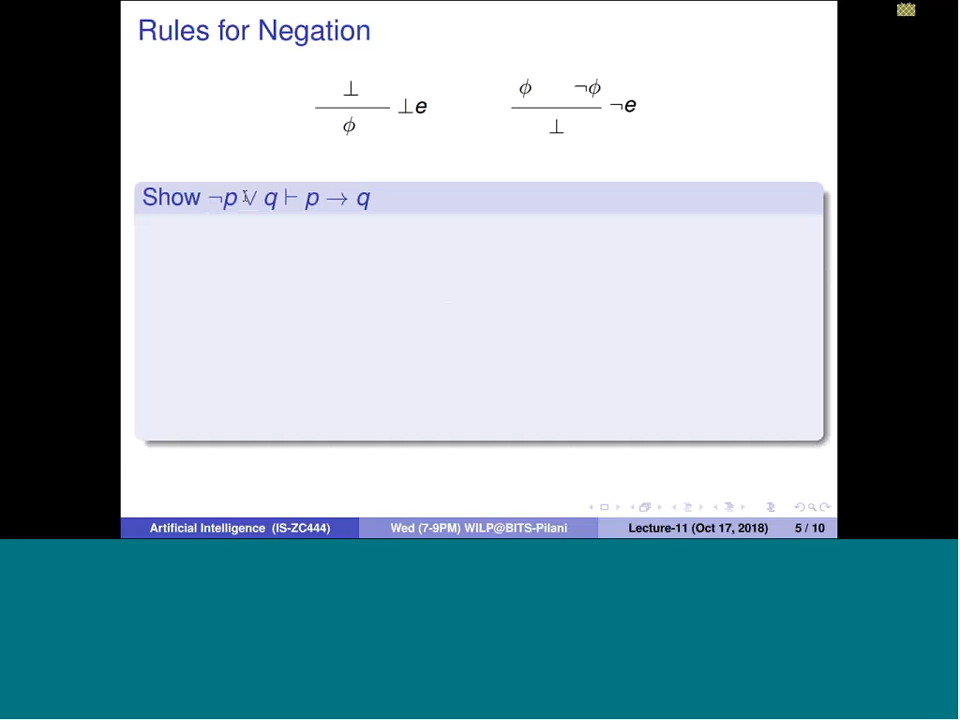 Rules for Negation
⊥
⊥e
ϕ
ϕ ¬ϕ
¬e
⊥
Show ¬p ∨ q ⊢ p → q
Artificial Intelligence (IS-ZC444) Wed (7-9PM) WILP@BITS-Pilani Lecture-11 (Oct 17, 2018) 5 / 10